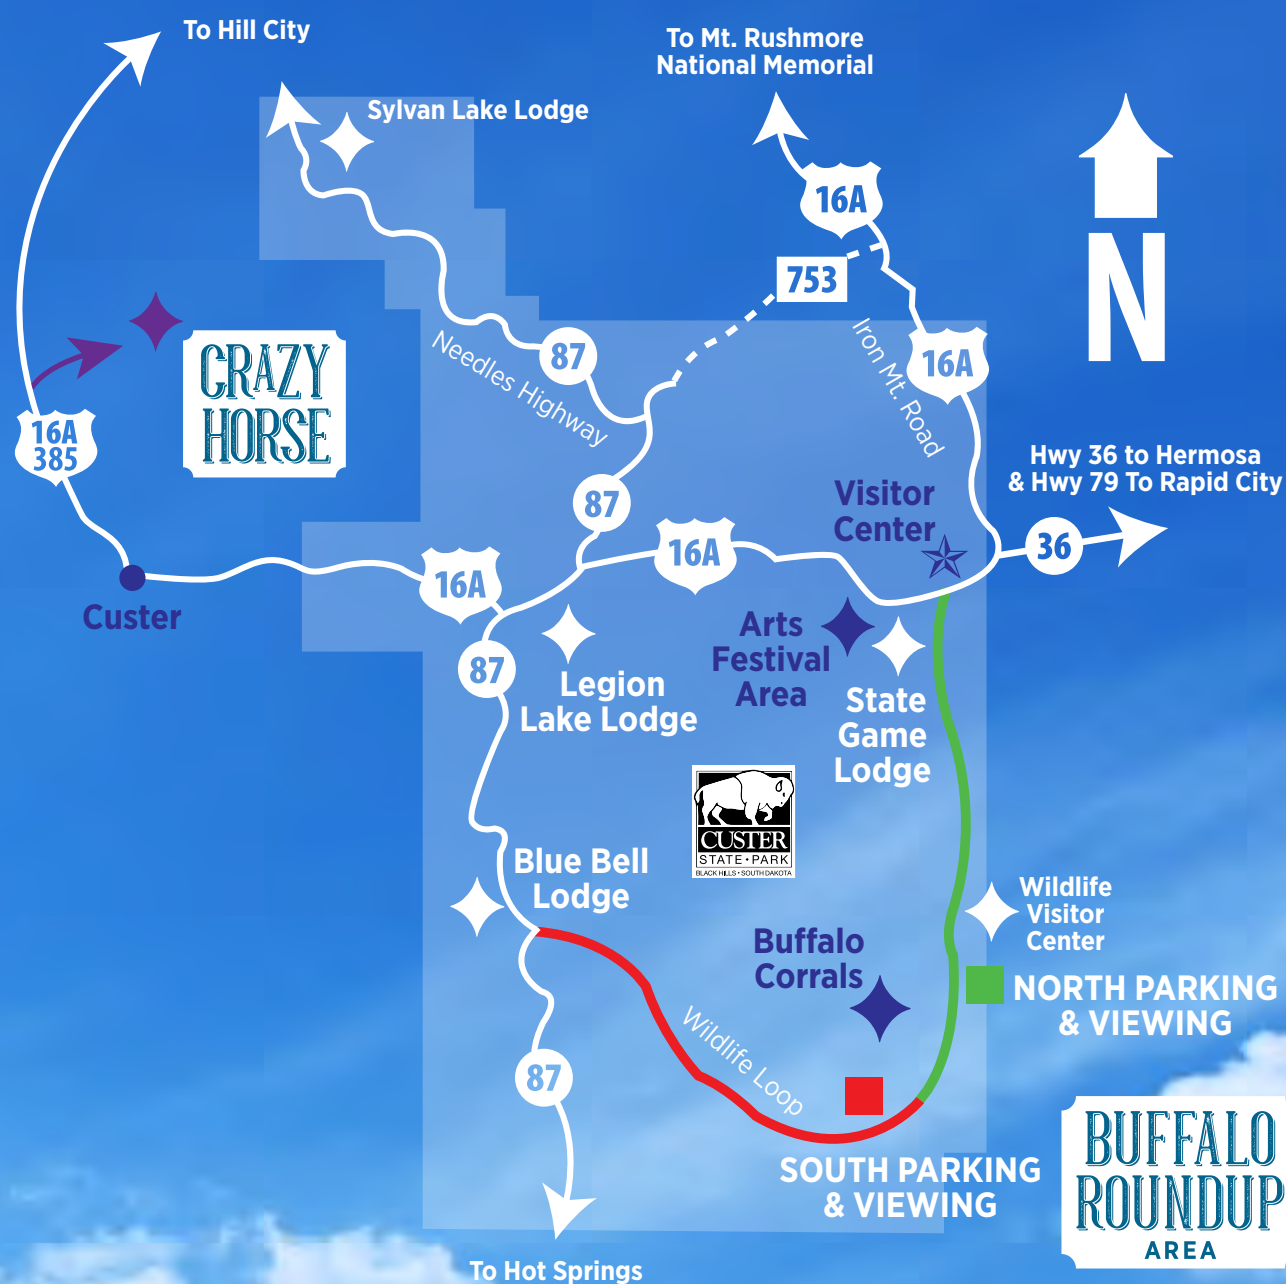 To Hill City
To Mt. Rushmore
National Memorial
Sylvan Lake Lodge
16A
753
N
Needles Highway
87
Iron Mt. Road
16A
CRAZY
HORSE
16A
385
Hwy 36 to Hermosa
& Hwy 79 To Rapid City
87
Visitor
Center
36
16A
16A
Custer
87
Legion
Lake Lodge
Arts
Festival
Area
State
Game
Lodge
CUSTER
STATE • PARK
BLACK HILLS • SOUTH DAKOTA
Blue Bell
Lodge
Wildlife
Visitor
Center
Buffalo
Corrals
NORTH PARKING
& VIEWING
Wildlife Loop
87
SOUTH PARKING
& VIEWING
BUFFALO
ROUNDUP
AREA
To Hot Springs